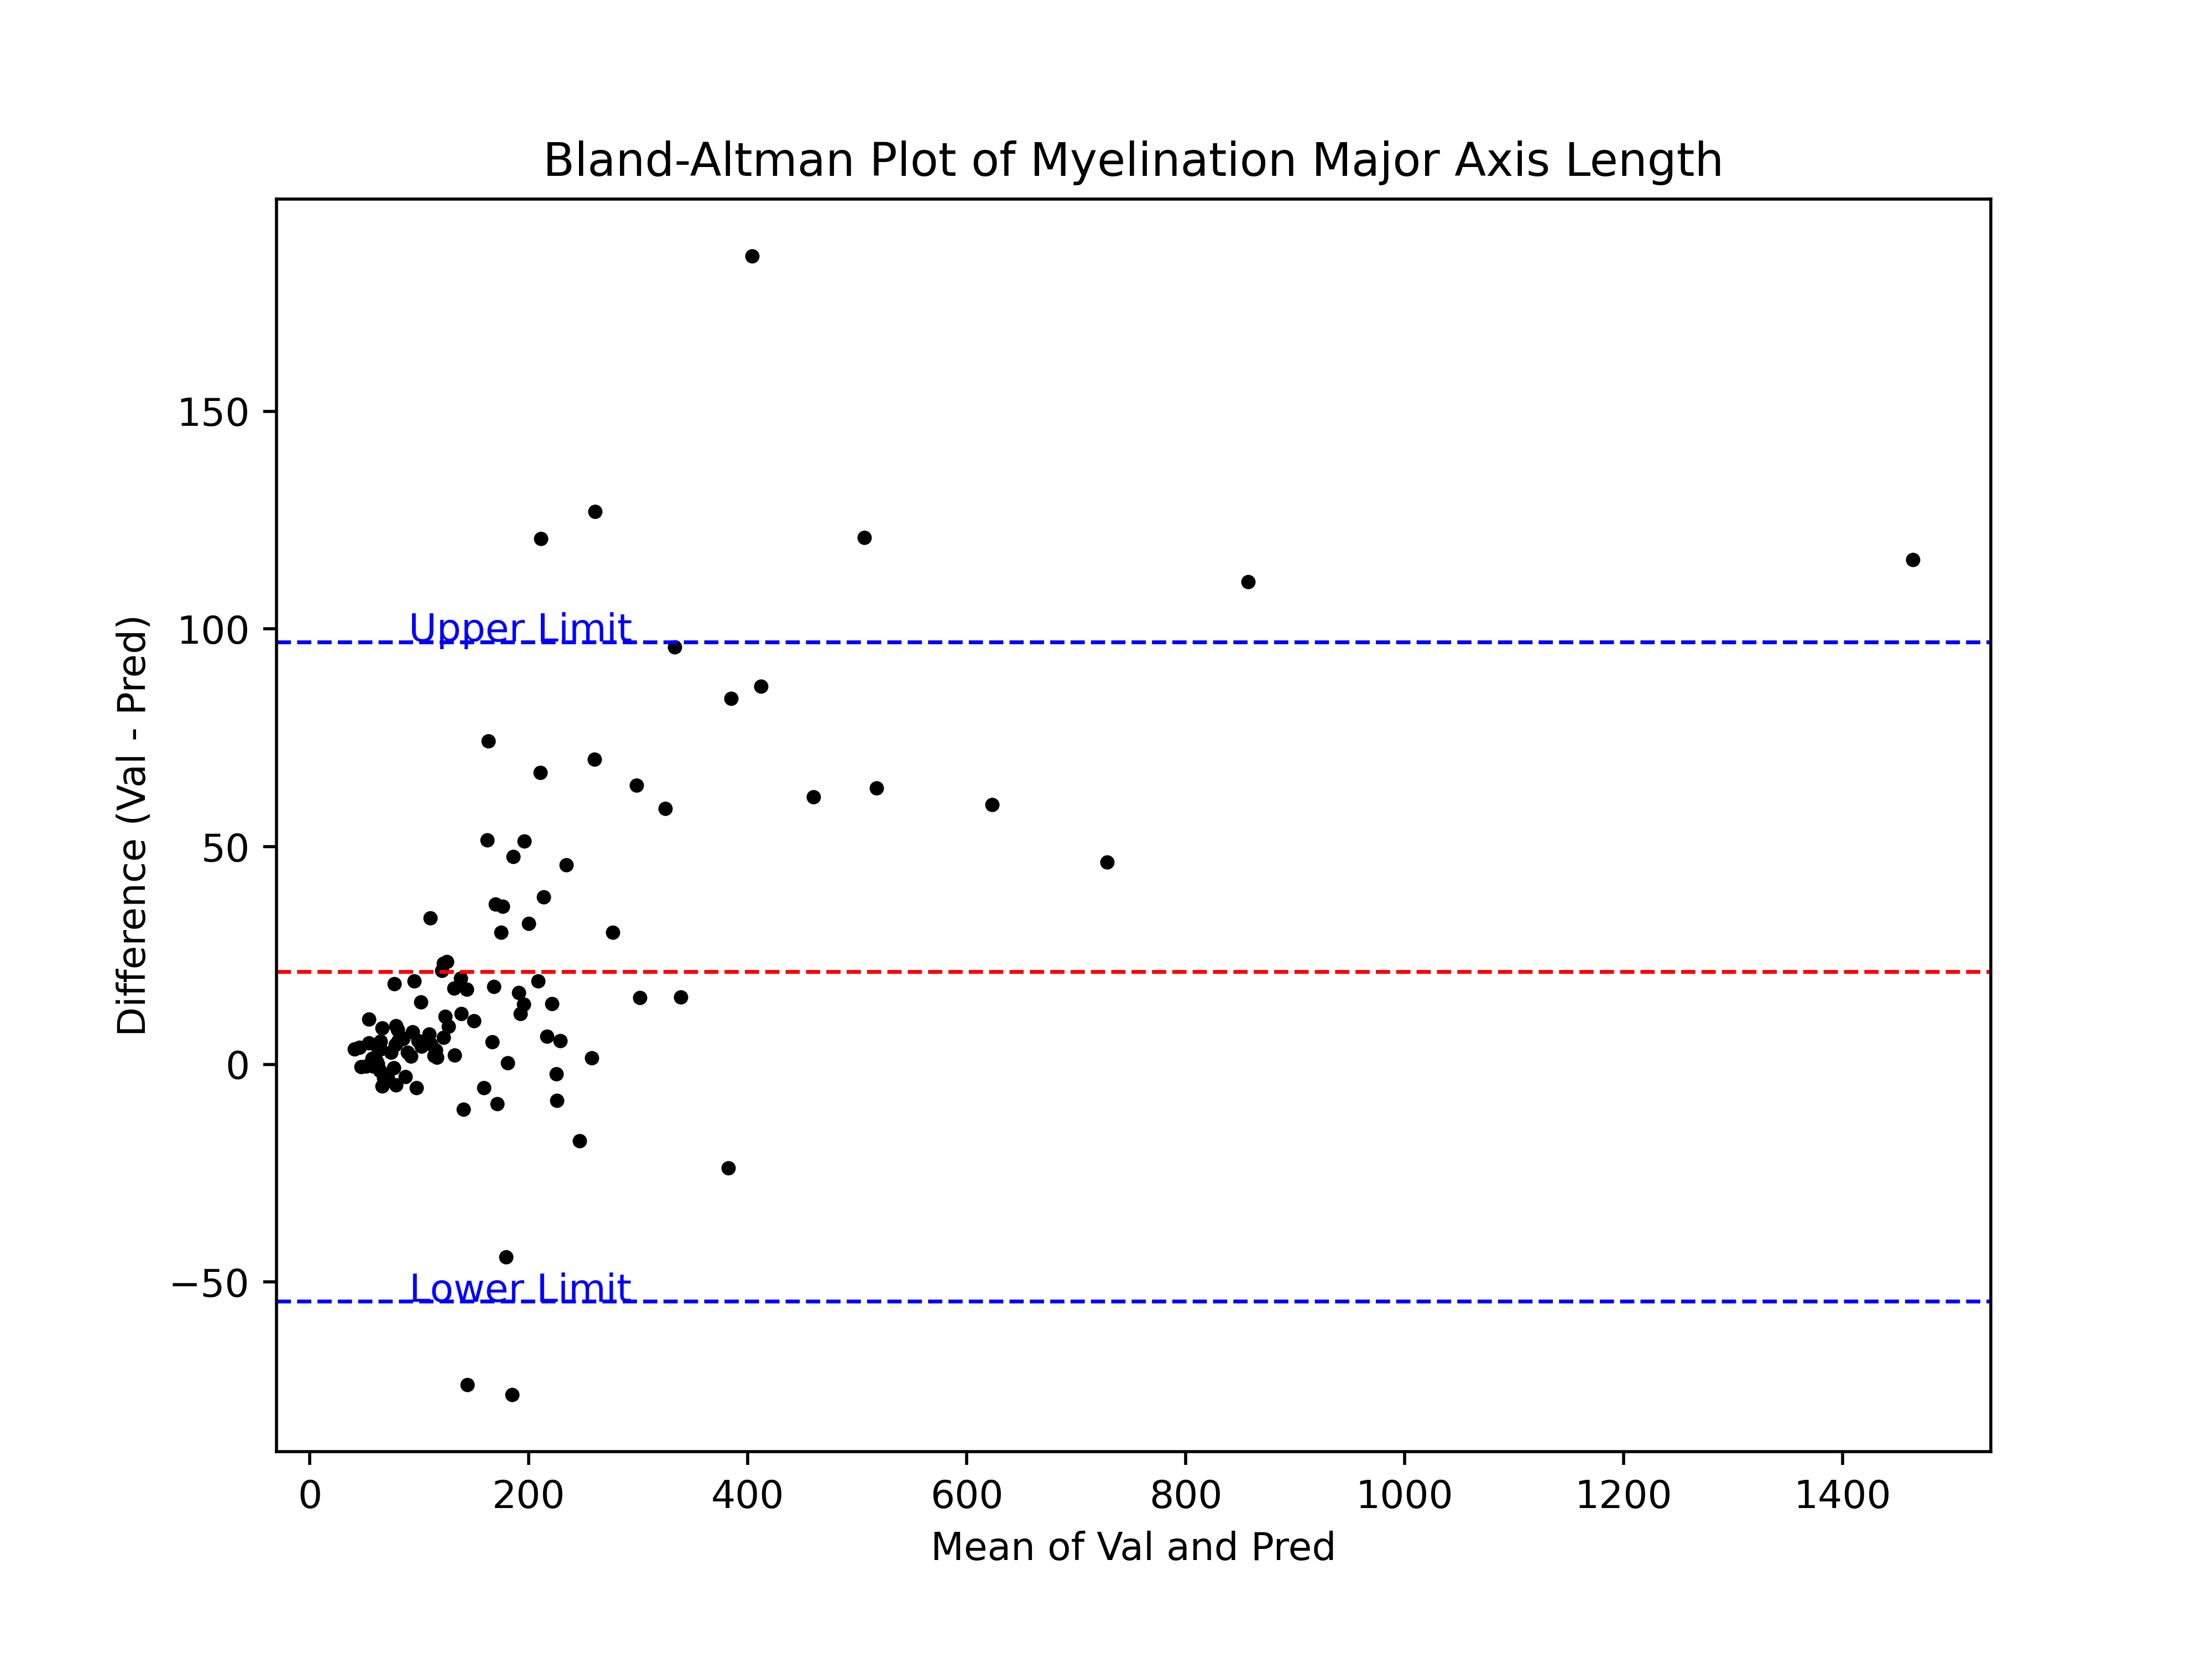 Bland-Altman Plot of Myelination Major Axis Length
Difference (Val - Pred)
150
100
50
0
−50
Upper Limit
Lower Limit
0 200 400 600 800 1000 1200 1400
Mean of Val and Pred